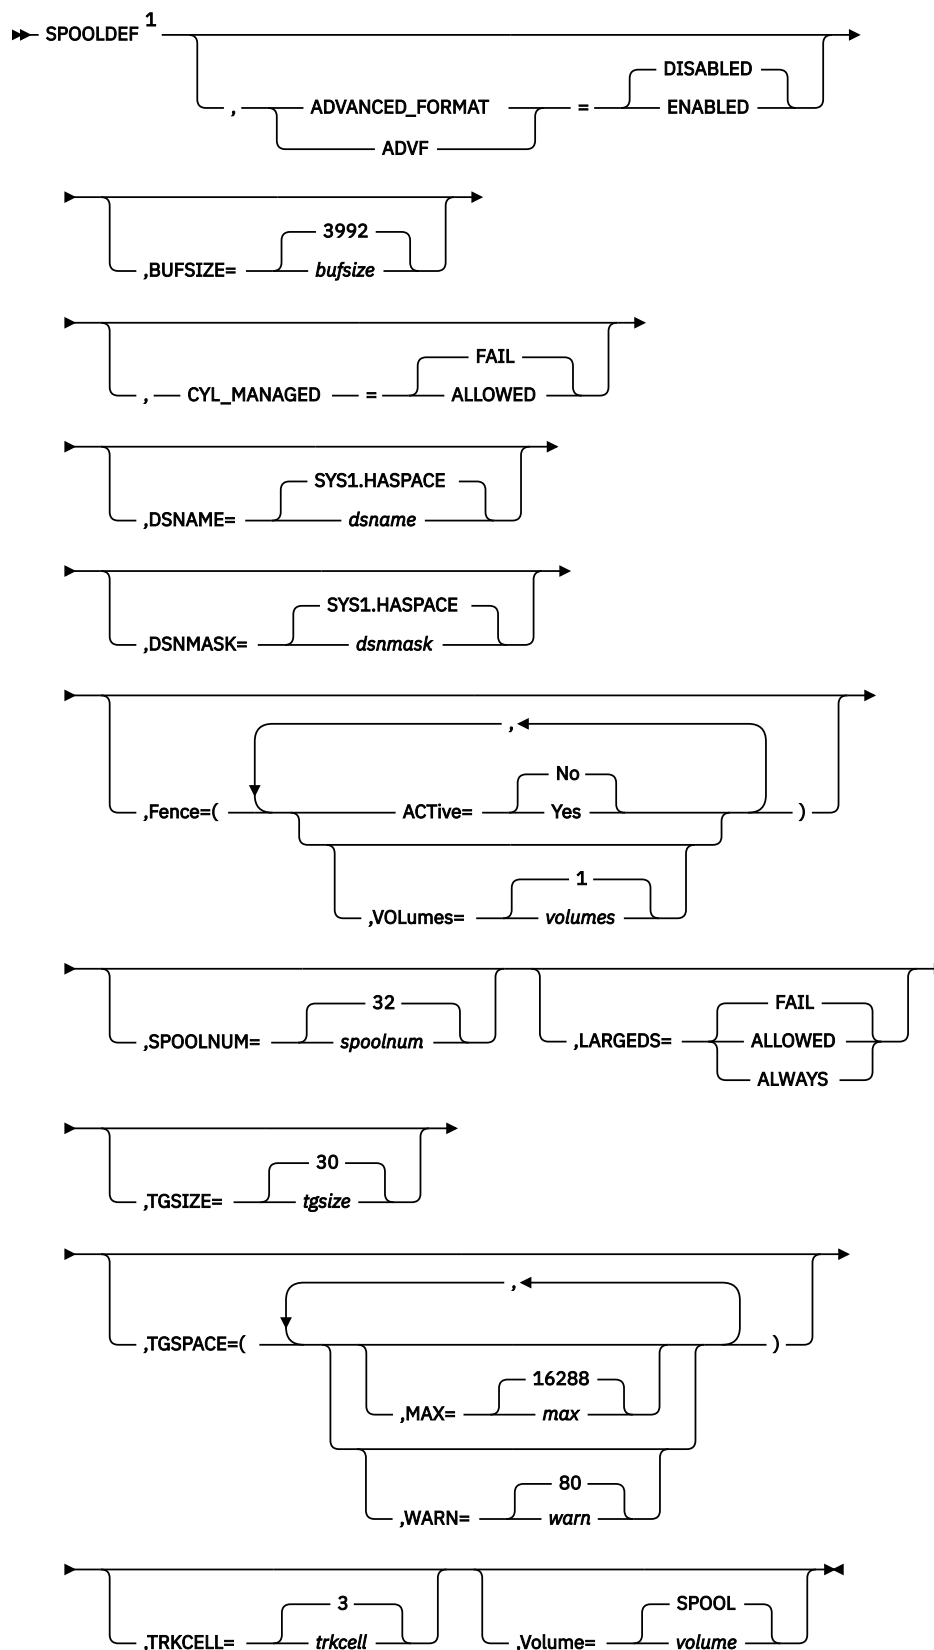 SPOOLDEF 1
DISABLED
, ADVANCED_FORMAT = ENABLED
ADVF
3992
,BUFSIZE= bufsize
FAIL
, CYL_MANAGED = ALLOWED
SYS1.HASPACE
,DSNAME= dsname
SYS1.HASPACE
,DSNMASK= dsnmask
,
No
,Fence=( ACTive= Yes )
1
,VOLumes= volumes
32 FAIL
,SPOOLNUM= spoolnum ,LARGEDS= ALLOWED
ALWAYS
30
,TGSIZE= tgsize
,
,TGSPACE=( )
16288
,MAX= max
80
,WARN= warn
3 SPOOL
,TRKCELL= trkcell ,Volume= volume